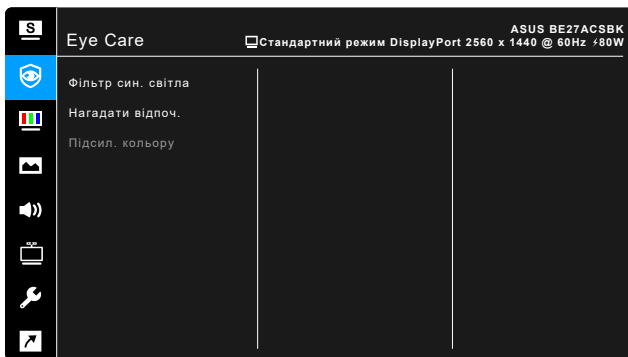 S
Eye Care
ASUS BE27ACSBK
Стандартний режим DisplayPort 2560 x 1440 @ 60Hz ⚡80W
Фільтр син. світла
Нагадати відпоч.
Підсил. кольору